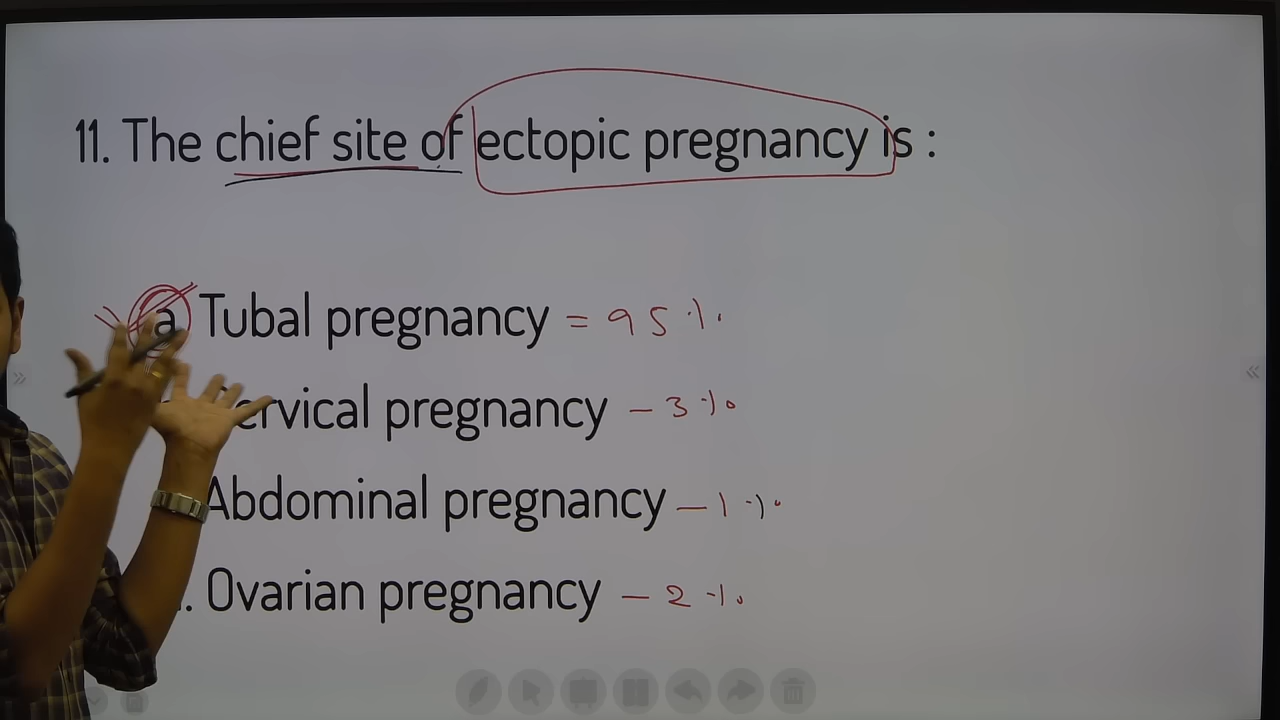 11. The chief site of ectopic pregnancy is :
a Tubal pregnancy = 95%
ervical pregnancy - 3%
Abdominal pregnancy - 1%
. Ovarian pregnancy - 2%